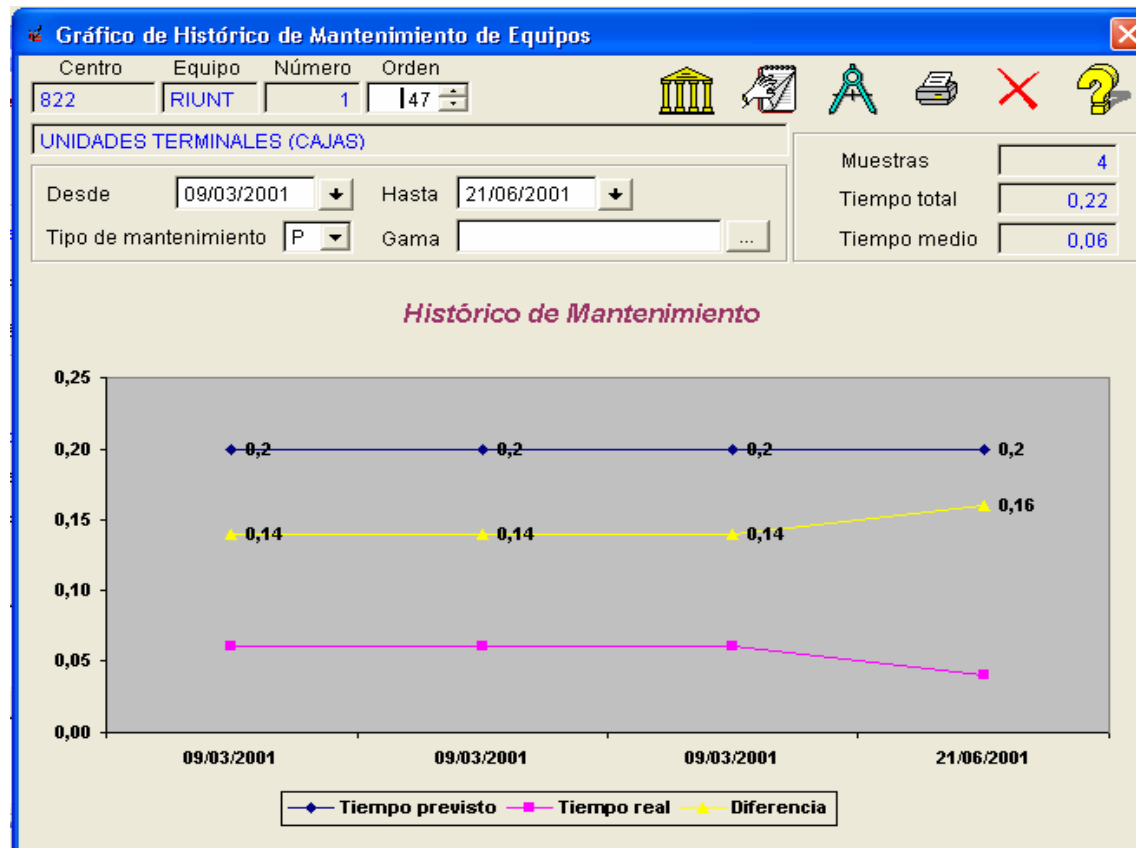 Gráfico de Histórico de Mantenimiento de Equipos
Centro Equipo Número Orden
822 RIUNT 1 47
UNIDADES TERMINALES (CAJAS)
Desde 09/03/2001 Hasta 21/06/2001
Tipo de mantenimiento P Gama ...
Muestras 4
Tiempo total 0,22
Tiempo medio 0,06
Histórico de Mantenimiento
0,25
0,20 0,2 0,2 0,2 0,2
0,15 0,14 0,14 0,14 0,16
0,10
0,05
0,00
09/03/2001 09/03/2001 09/03/2001 21/06/2001
Tiempo previsto Tiempo real Diferencia